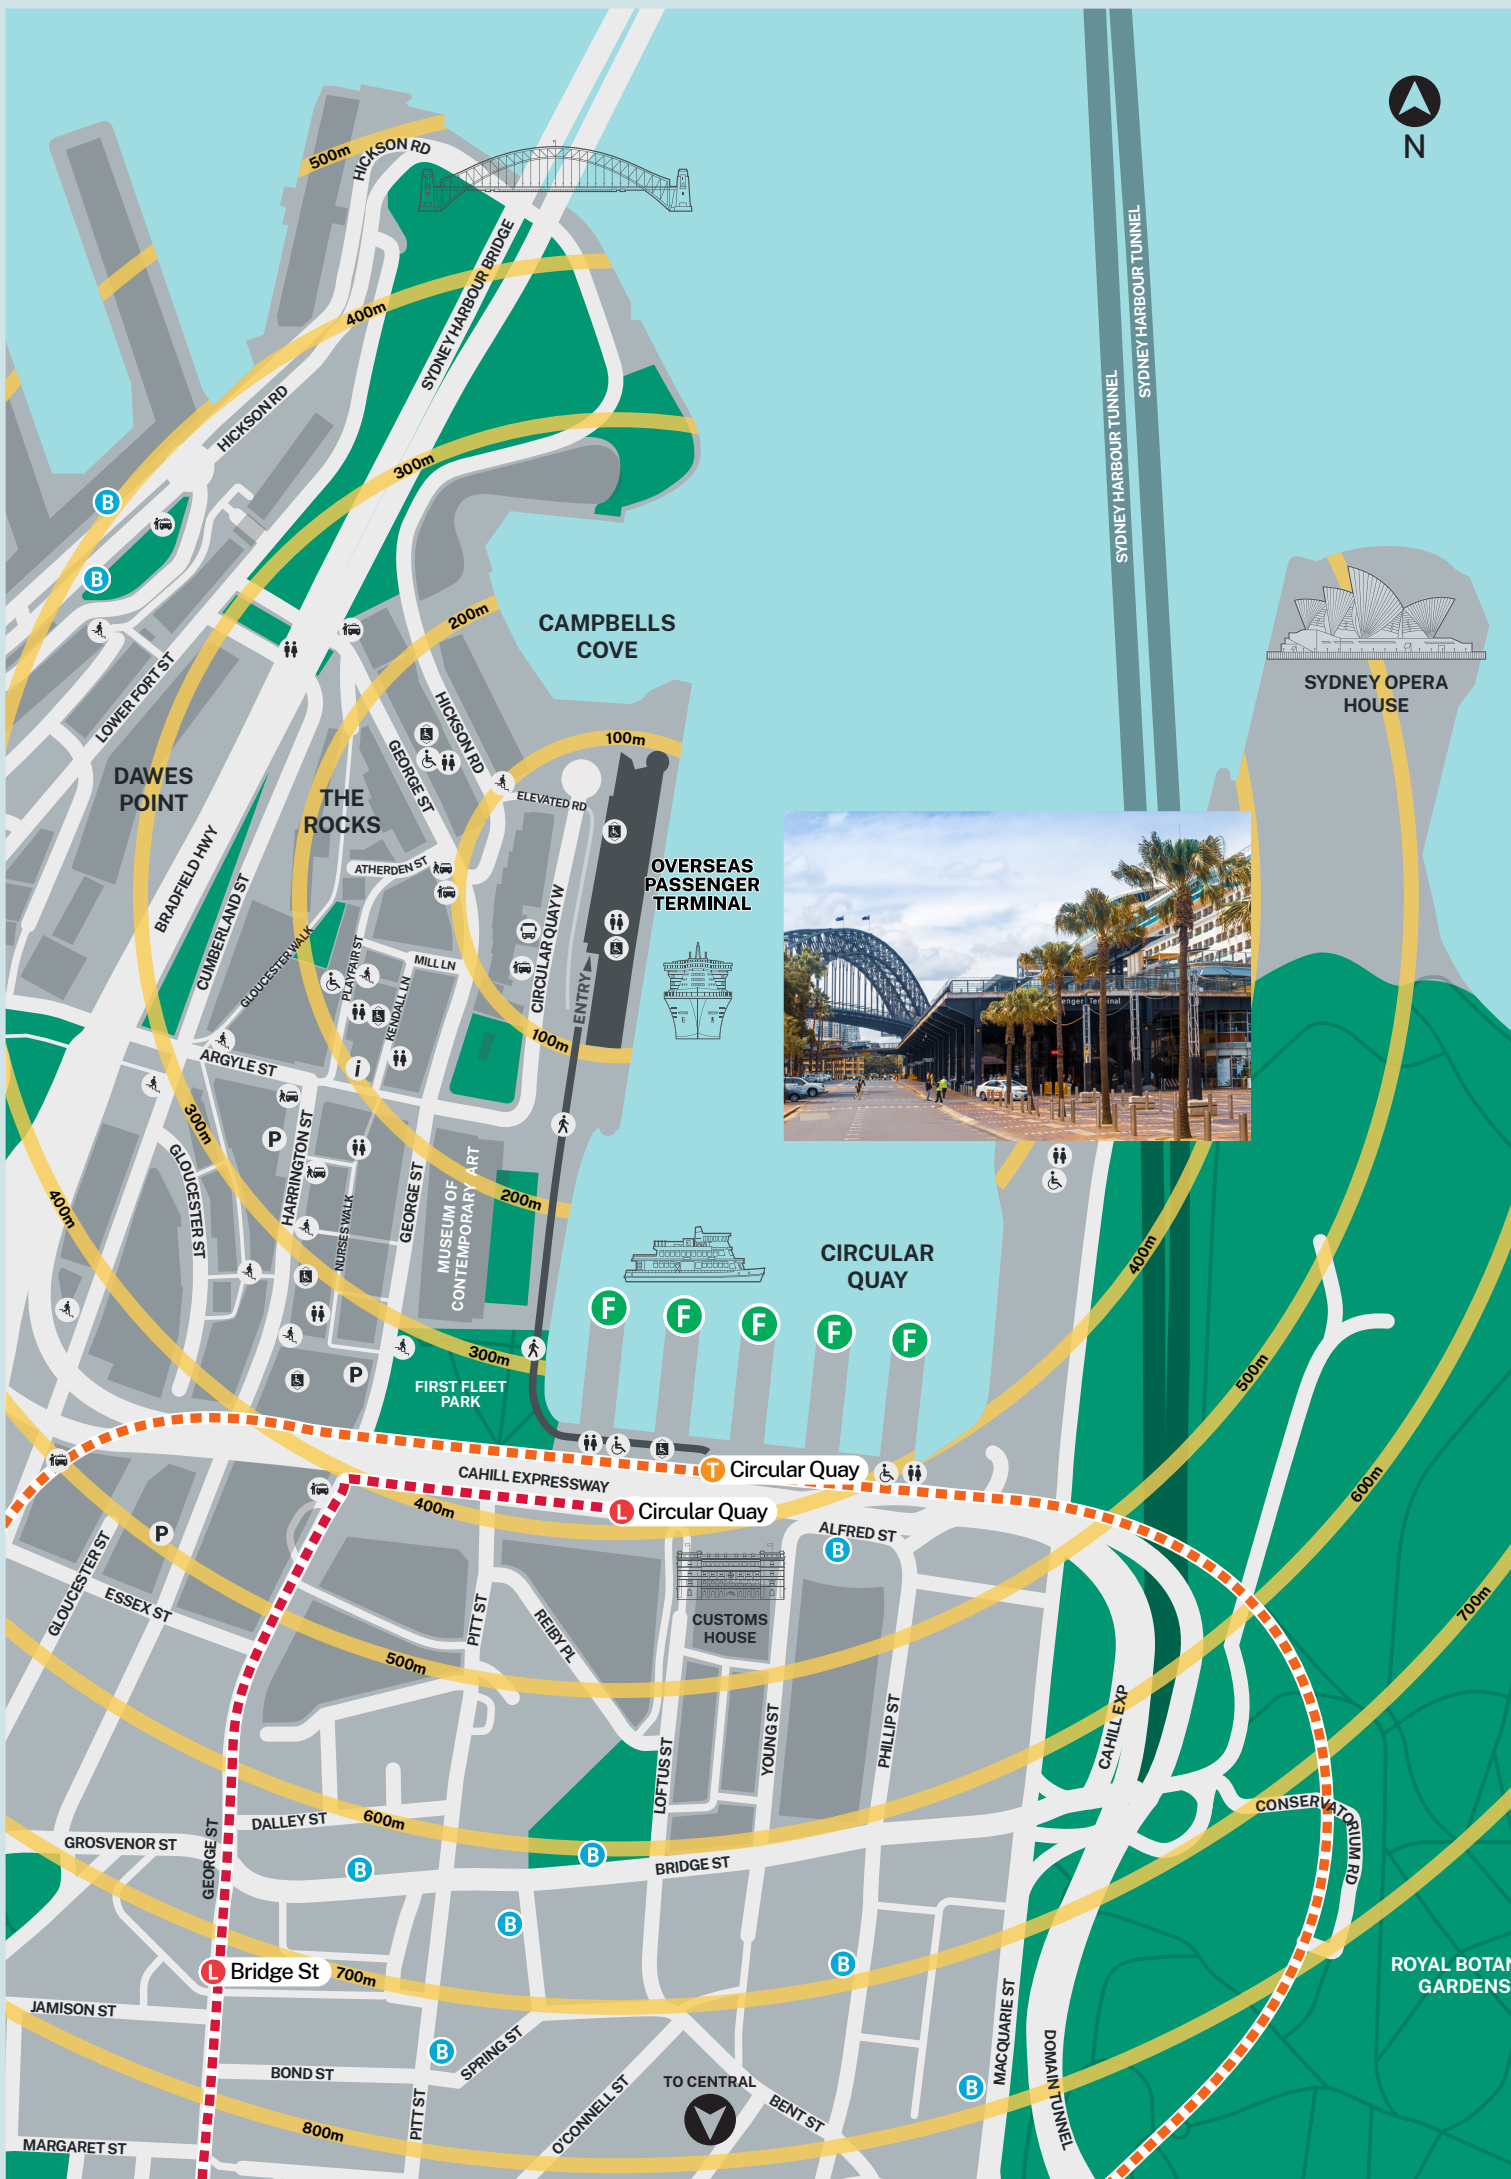 N
500m
HICKSON RD
SYDNEY HARBOUR BRIDGE
SYDNEY HARBOUR TUNNEL
SYDNEY HARBOUR TUNNEL
400m
HICKSON RD
300m
B
B
200m
CAMPBELLS
COVE
LOWER FORT ST
HICKSON RD
GEORGE ST
SYDNEY OPERA
HOUSE
100m
DAWES
POINT
THE
ROCKS
ELEVATED RD
BRADFIELD HWY
CUMBERLAND ST
ATHERDEN ST
OVERSEAS
PASSENGER
TERMINAL
CIRCULAR QUAY W
GLOUCESTER WALK
PLAYFAIR ST
MILL LN
KENDALL LN
ENTRY
enger Terminal
100m
ARGYLE ST
i
300m
P
HARRINGTON ST
GLOUCESTER ST
NURSES WALK
GEORGE ST
MUSEUM OF
CONTEMPORARY ART
200m
400m
CIRCULAR
QUAY
400m
F
F
F
F
F
300m
P
FIRST FLEET
PARK
500m
T Circular Quay
CAHILL EXPRESSWAY
L Circular Quay
400m
600m
P
ALFRED ST
B
GLOUCESTER ST
ESSEX ST
PITT ST
REIBY PL
CUSTOMS
HOUSE
700m
500m
LOFTUS ST
YOUNG ST
PHILLIP ST
CAHILL EXP
CONSERVATORIUM RD
DALLEY ST
600m
GROSVENOR ST
GEORGE ST
B
B
BRIDGE ST
B
B
L Bridge St
700m
ROYAL BOTAN
GARDENS
JAMISON ST
MACQUARIE ST
B
SPRING ST
BOND ST
DOMAIN TUNNEL
TO CENTRAL
B
PITT ST
O'CONNELL ST
BENT ST
800m
MARGARET ST